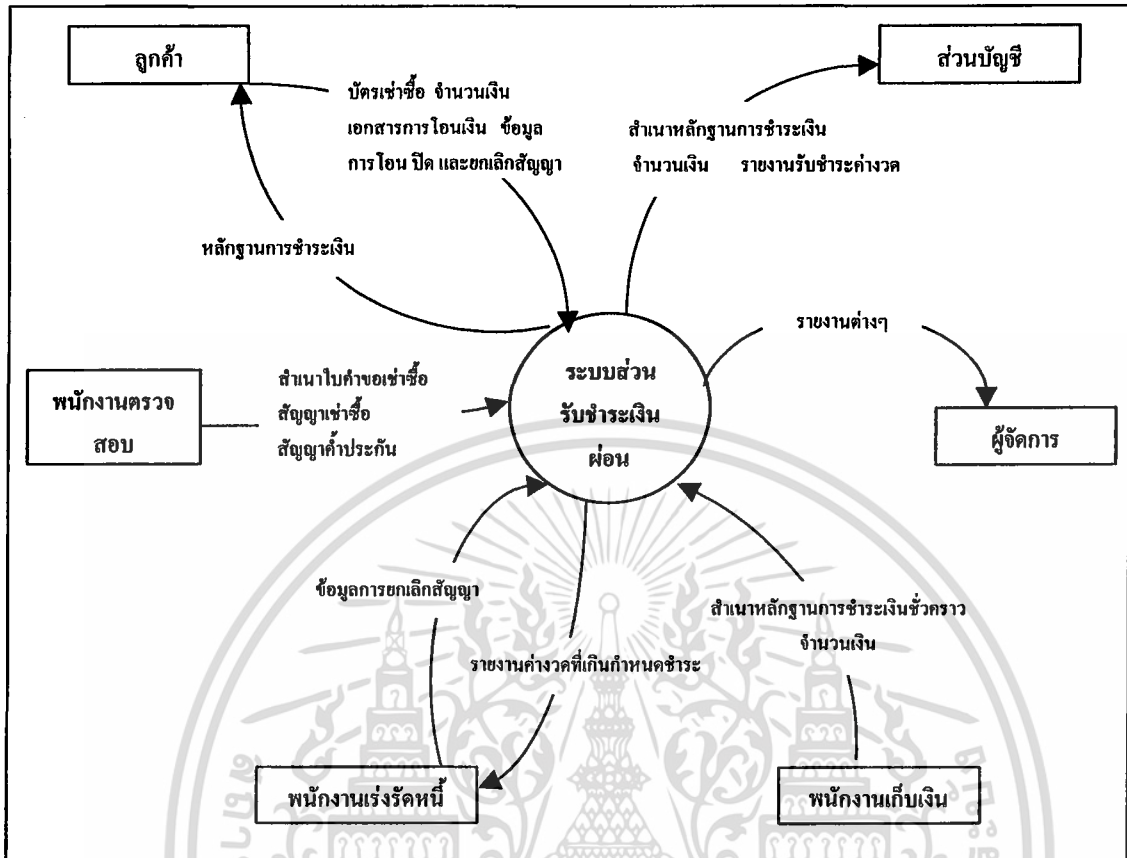 ลูกค้า
ส่วนบัญชี
บัตรเช่าซื้อ จำนวนเงิน
เอกสารการโอนเงิน ข้อมูล
การโอน ปิด และยกเลิกสัญญา
สำเนาหลักฐานการชำระเงิน
จำนวนเงิน รายงานรับชำระค่างวด
หลักฐานการชำระเงิน
รายงานต่างๆ
พนักงานตรวจ
สอบ
สำเนาใบคำขอเช่าซื้อ
สัญญาเช่าซื้อ
สัญญาค้ำประกัน
ระบบส่วน
รับชำระเงิน
ผ่อน
ผู้จัดการ
ข้อมูลการยกเลิกสัญญา
สำเนาหลักฐานการชำระเงินชั่วคราว
จำนวนเงิน
รายงานค่างวดที่เกินกำหนดชำระ
พนักงานเร่งรัดหนี้
พนักงานเก็บเงิน